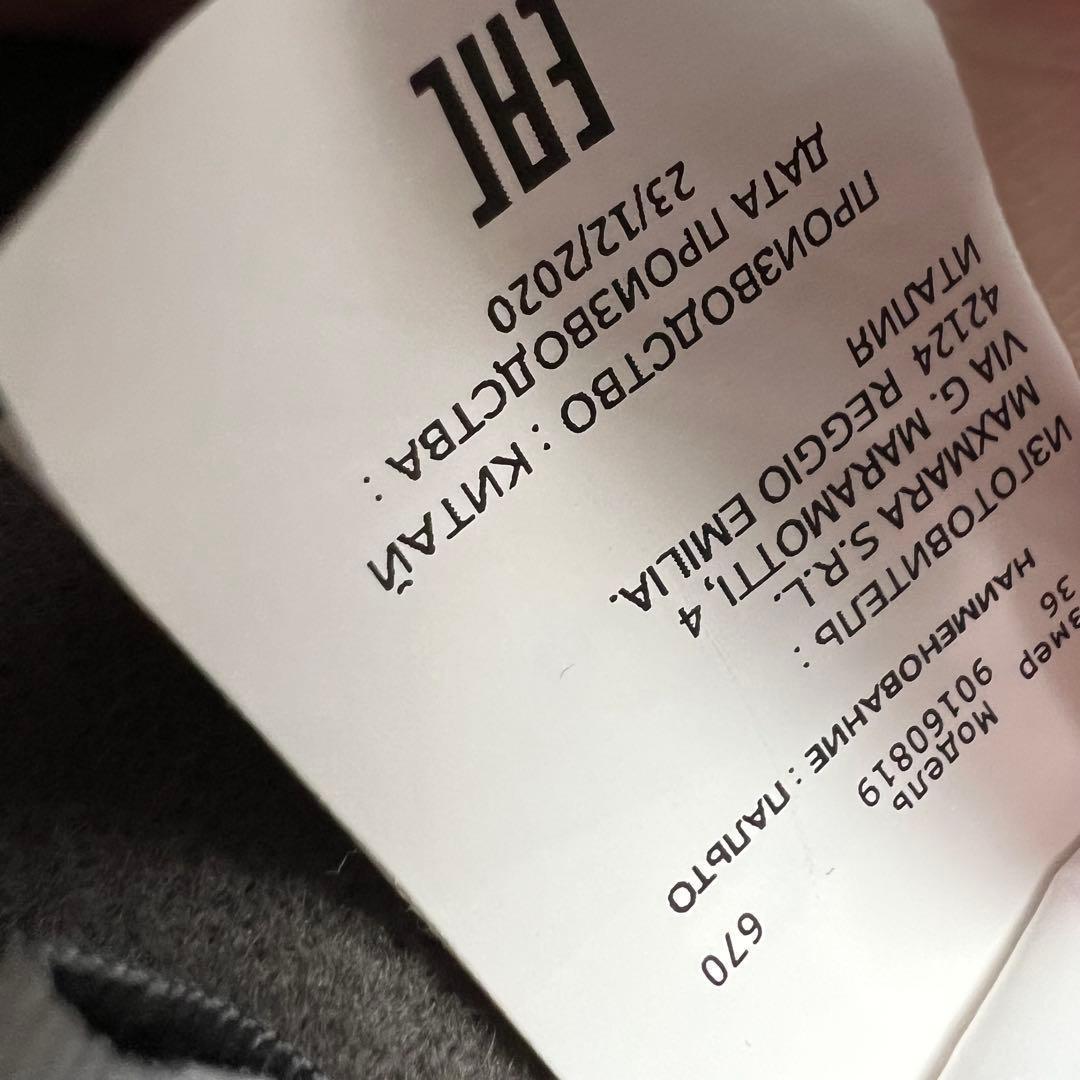 змер модель
36 90160819 670
НАИМЕНОВАНИЕ : ПАЛЬТО
ИЗГОТОВИТЕЛЬ :
MAXMARA S.R.L.
VIA G. MARAMOTTI, 4
42124 REGGIO EMILIA.
ИТАЛИЯ
ПРОИЗВОДСТВО : КИТАЙ
ДАТА ПРОИЗВОДСТВА :
23/12/2020
EAC